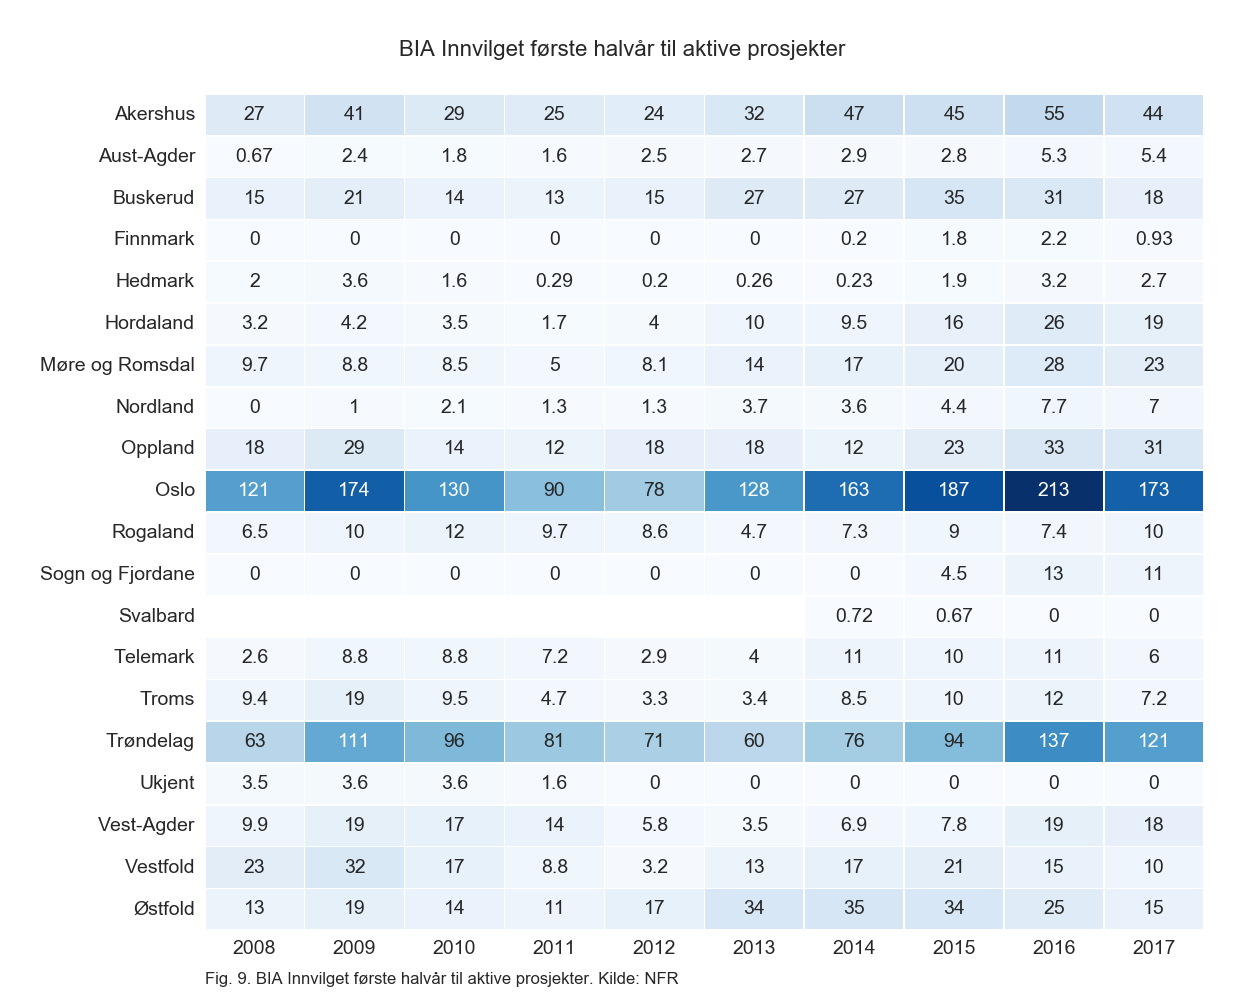 BIA Innvilget første halvår til aktive prosjekter
Akershus 27 41 29 25 24 32 47 45 55 44
Aust-Agder 0.67 2.4 1.8 1.6 2.5 2.7 2.9 2.8 5.3 5.4
Buskerud 15 21 14 13 15 27 27 35 31 18
Finnmark 0 0 0 0 0 0 0.2 1.8 2.2 0.93
Hedmark 2 3.6 1.6 0.29 0.2 0.26 0.23 1.9 3.2 2.7
Hordaland 3.2 4.2 3.5 1.7 4 10 9.5 16 26 19
Møre og Romsdal 9.7 8.8 8.5 5 8.1 14 17 20 28 23
Nordland 0 1 2.1 1.3 1.3 3.7 3.6 4.4 7.7 7
Oppland 18 29 14 12 18 18 12 23 33 31
Oslo 121 174 130 90 78 128 163 187 213 173
Rogaland 6.5 10 12 9.7 8.6 4.7 7.3 9 7.4 10
Sogn og Fjordane 0 0 0 0 0 0 0 4.5 13 11
Svalbard 0.72 0.67 0 0
Telemark 2.6 8.8 8.8 7.2 2.9 4 11 10 11 6
Troms 9.4 19 9.5 4.7 3.3 3.4 8.5 10 12 7.2
Trøndelag 63 111 96 81 71 60 76 94 137 121
Ukjent 3.5 3.6 3.6 1.6 0 0 0 0 0 0
Vest-Agder 9.9 19 17 14 5.8 3.5 6.9 7.8 19 18
Vestfold 23 32 17 8.8 3.2 13 17 21 15 10
Østfold 13 19 14 11 17 34 35 34 25 15
2008 2009 2010 2011 2012 2013 2014 2015 2016 2017
Fig. 9. BIA Innvilget første halvår til aktive prosjekter. Kilde: NFR